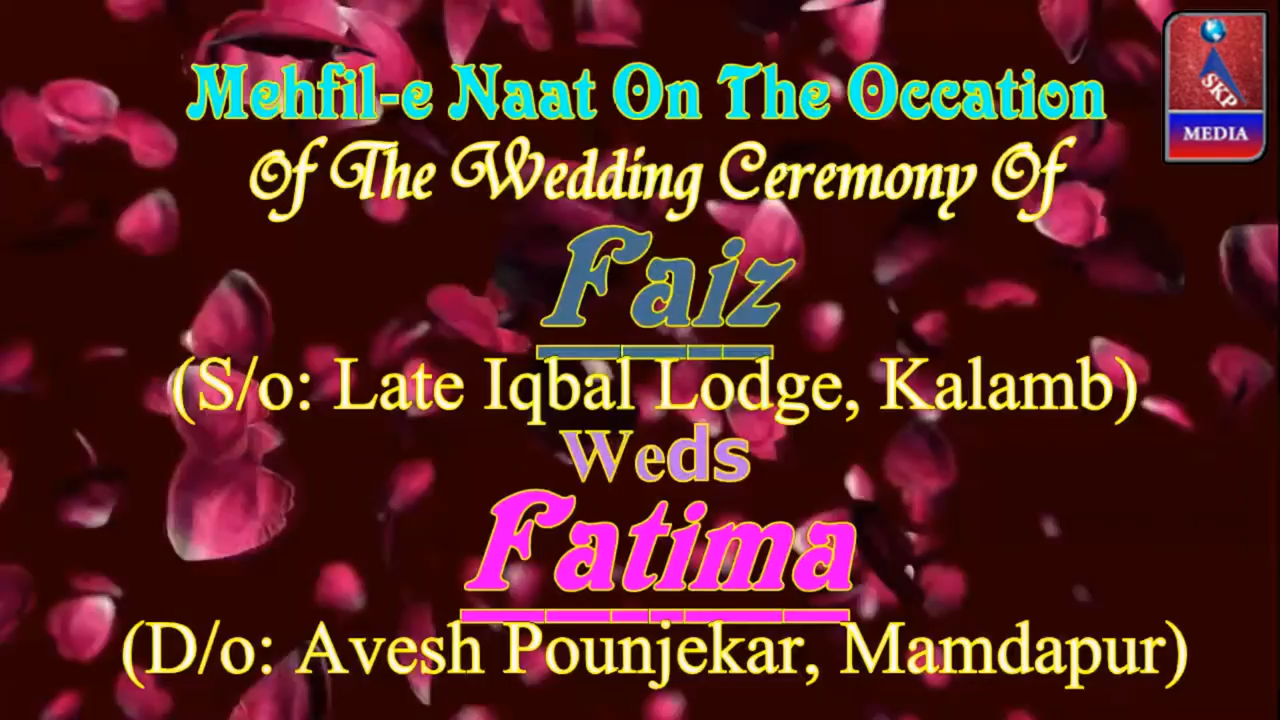 Mehfil-e Naat On The Occation
Of The Wedding Ceremony Of
Faiz
(S/o: Late Iqbal Lodge, Kalamb)
Weds
Fatima
(D/o: Avesh Pounjekar, Mamdapur)
SKP
MEDIA